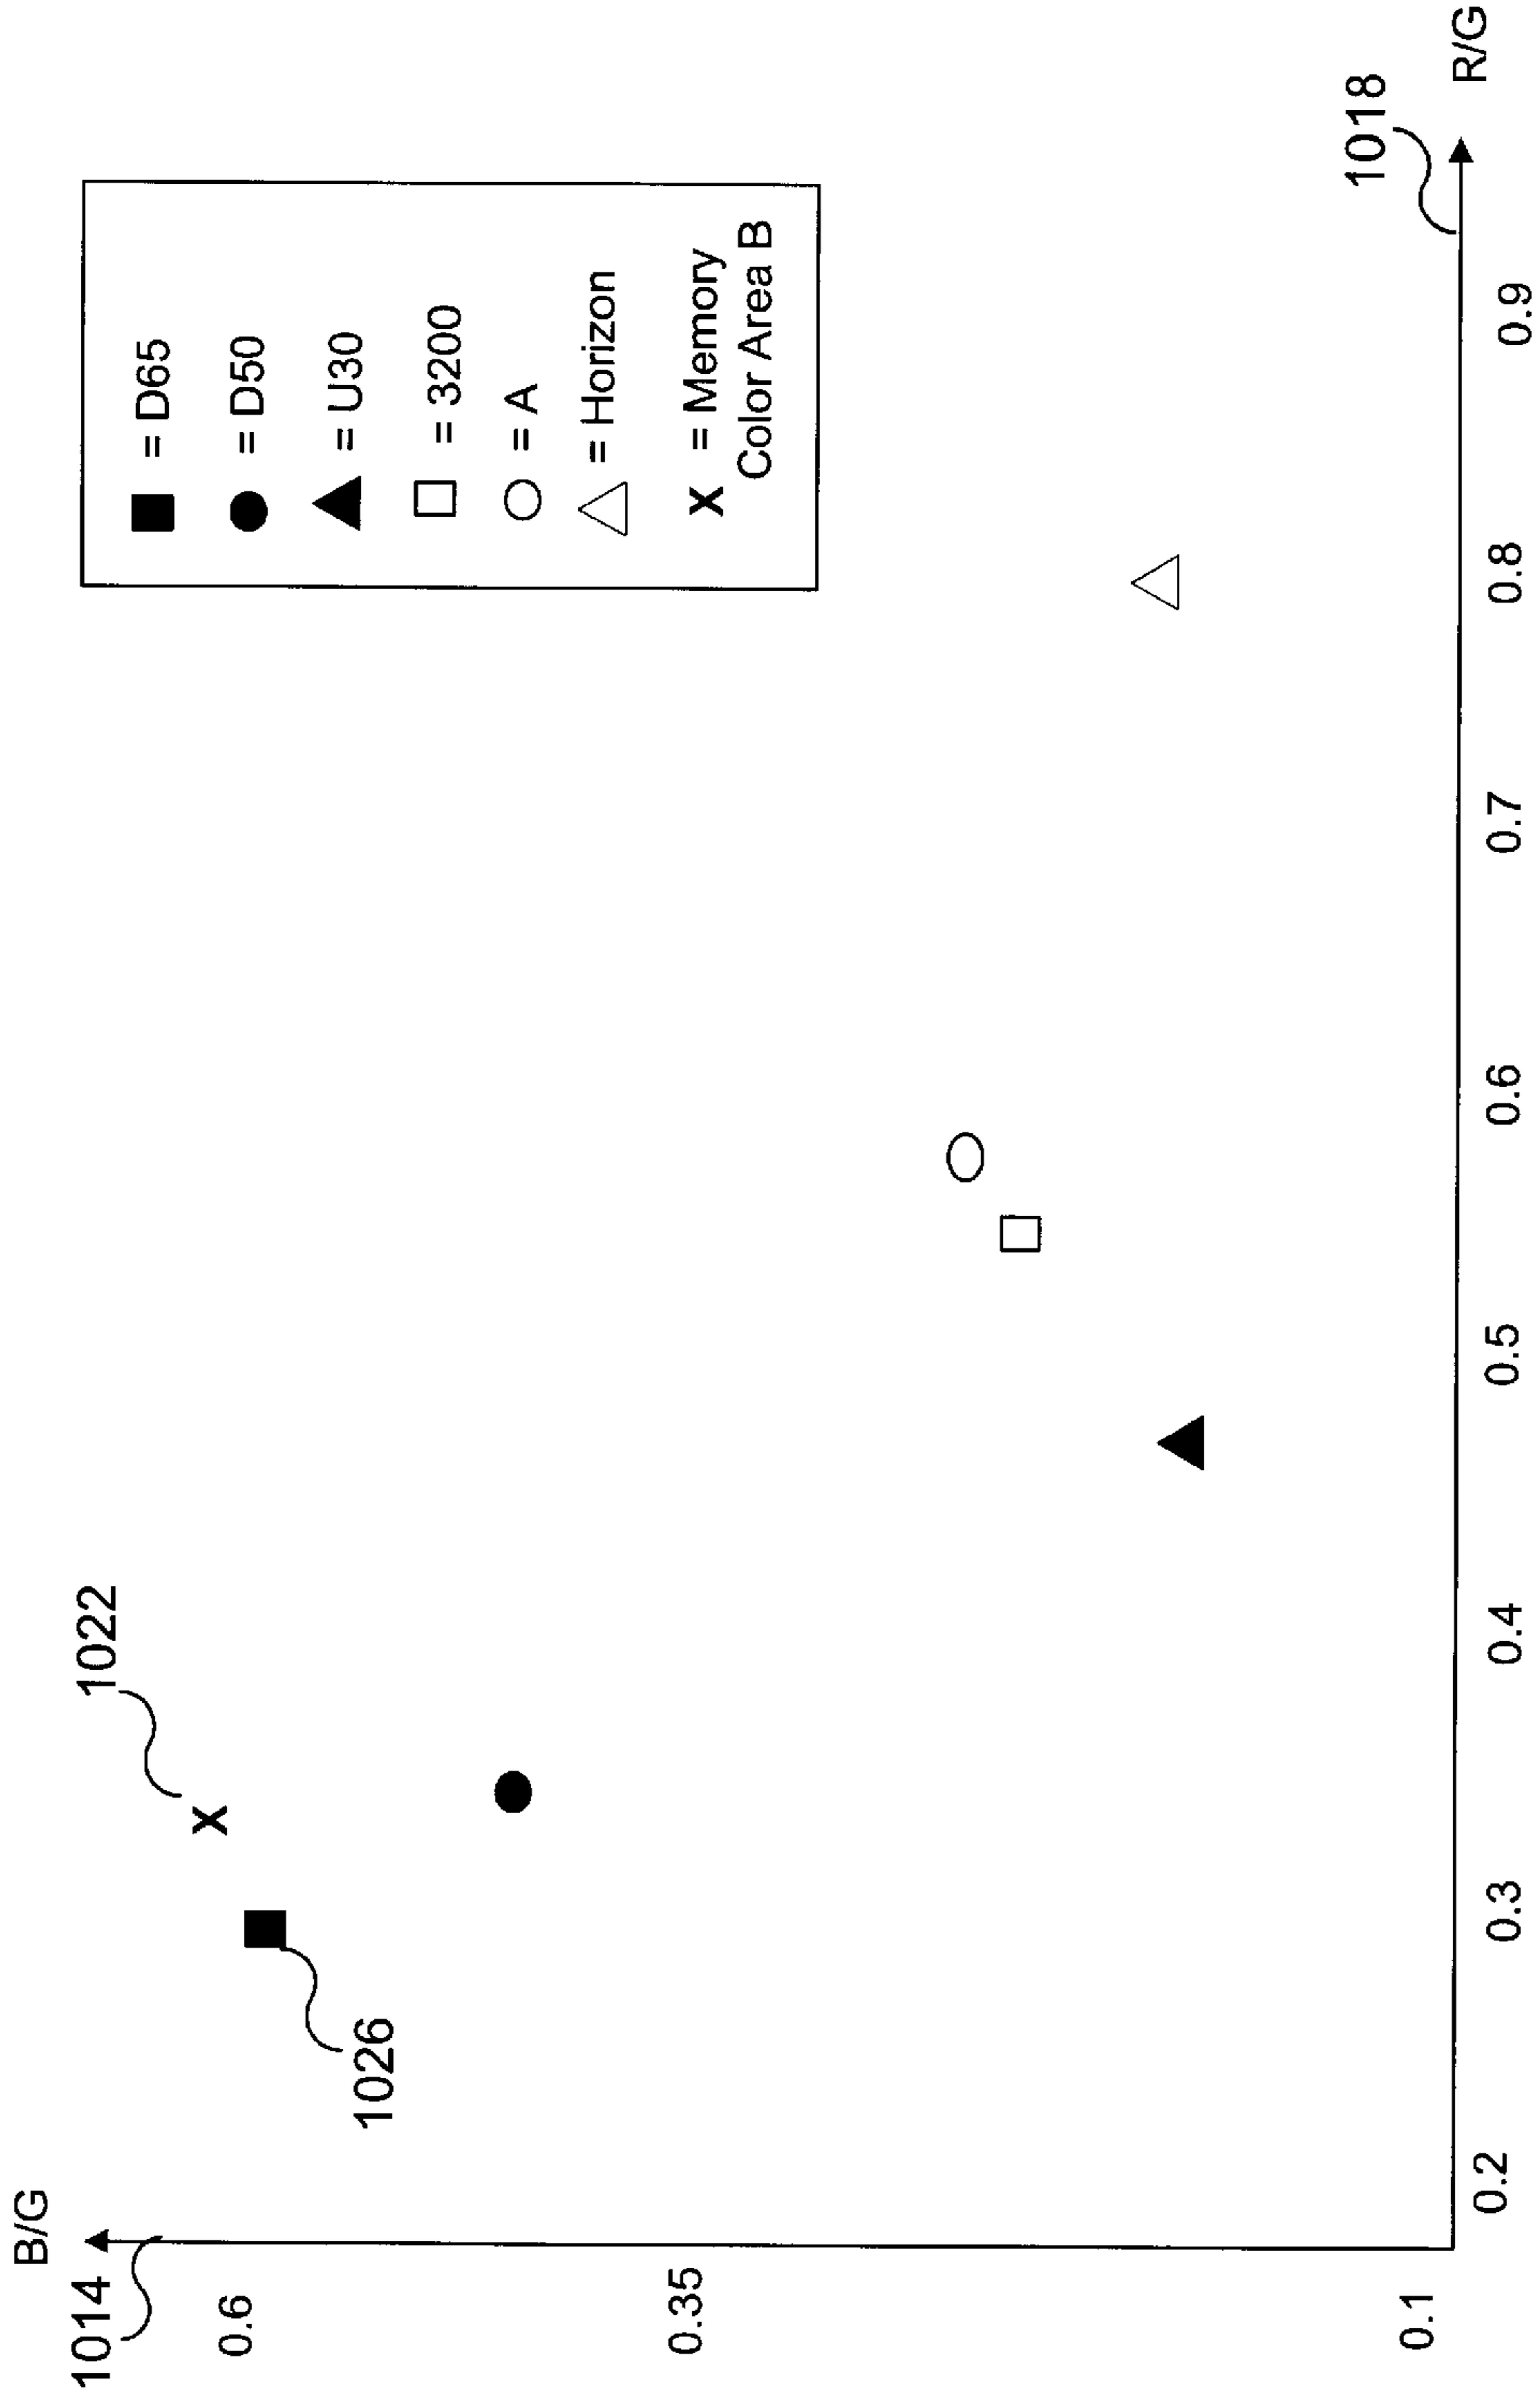 B/G
1014
0.6
0.35
0.1
1022
1026
= D65
= D50
= U30
= 3200
= A
= Horizon
x = Memory
Color Area B
1018
R/G
0.2
0.3
0.4
0.5
0.6
0.7
0.8
0.9